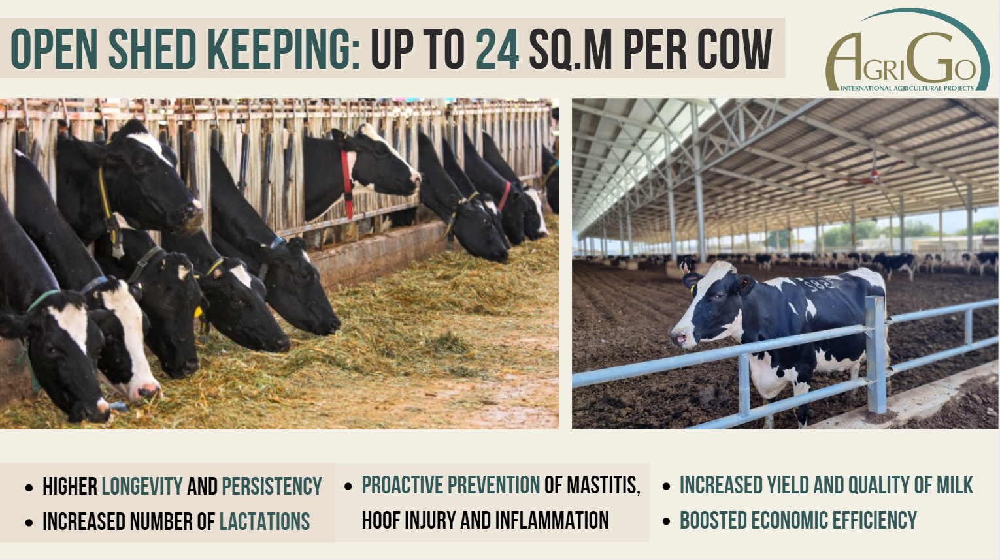 OPEN SHED KEEPING: UP TO 24 SQ.M PER COW
AGRIGO
INTERNATIONAL AGRICULTURAL PROJECTS
• HIGHER LONGEVITY AND PERSISTENCY
• INCREASED NUMBER OF LACTATIONS
• PROACTIVE PREVENTION OF MASTITIS,
HOOF INJURY AND INFLAMMATION
• INCREASED YIELD AND QUALITY OF MILK
• BOOSTED ECONOMIC EFFICIENCY